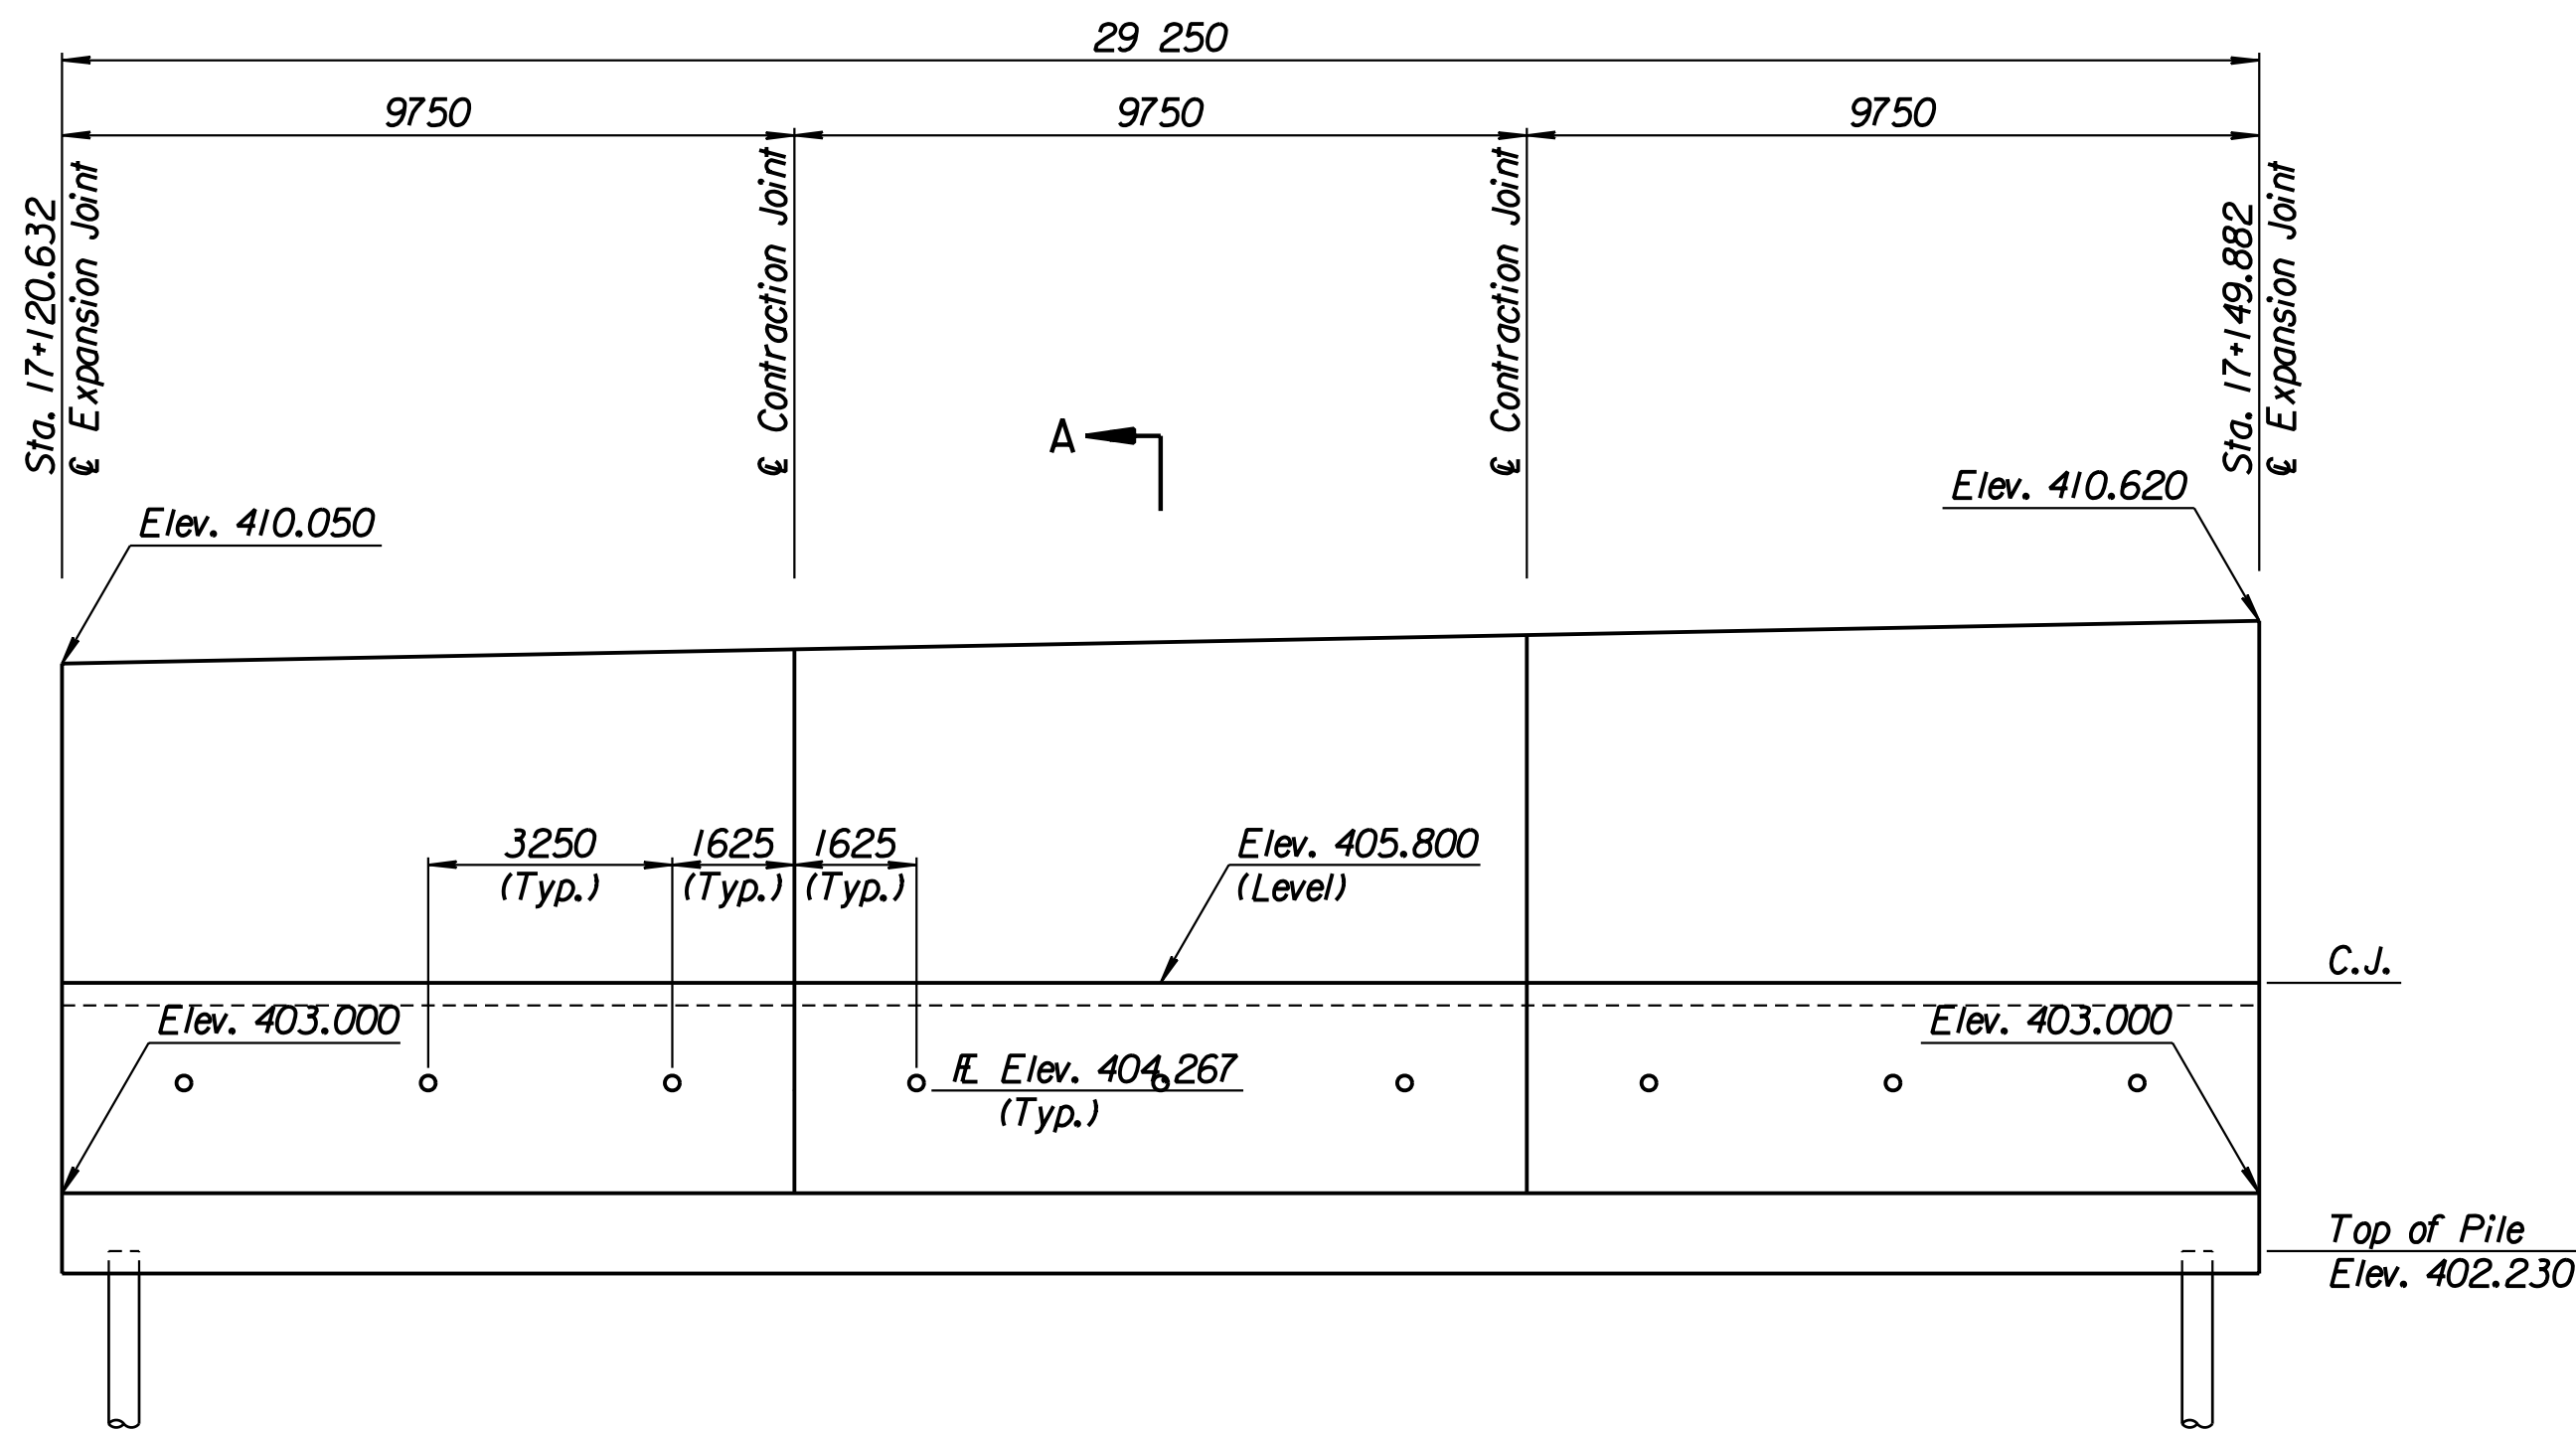 29 250
9750
9750
9750
Sta. 17+120.632
℄ Expansion Joint
℄ Contraction Joint
℄ Contraction Joint
Sta. 17+149.882
℄ Expansion Joint
A
Elev. 410.620
Elev. 410.050
3250
(Typ.)
1625
(Typ.)
1625
(Typ.)
Elev. 405.800
(Level)
C.J.
Elev. 403.000
Elev. 403.000
FL Elev. 404.267
(Typ.)
Top of Pile
Elev. 402.230